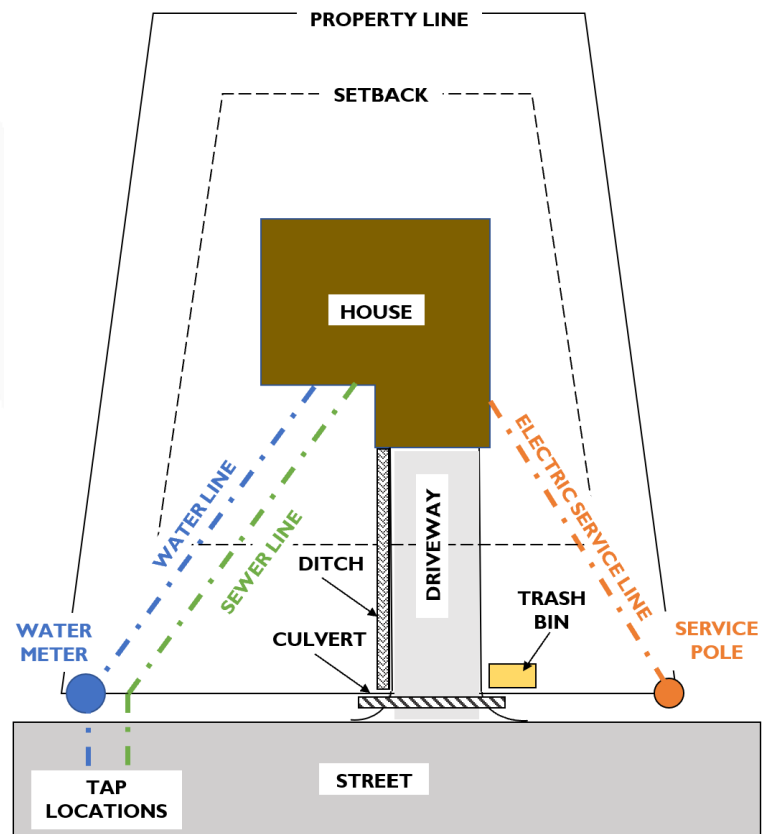 PROPERTY LINE
SETBACK
HOUSE
WATER LINE
SEWER LINE
ELECTRIC SERVICE LINE
DRIVEWAY
DITCH
CULVERT
TRASH
BIN
WATER
METER
SERVICE
POLE
TAP
LOCATIONS
STREET